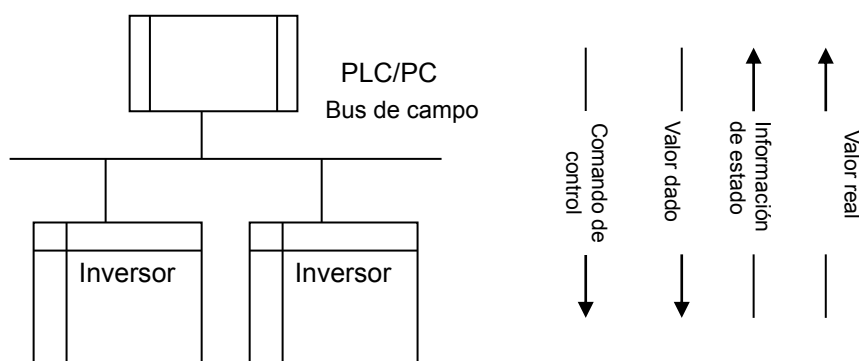 PLC/PC
Bus de campo
Inversor
Inversor
Comando de
control
Valor dado
Información
de estado
Valor real